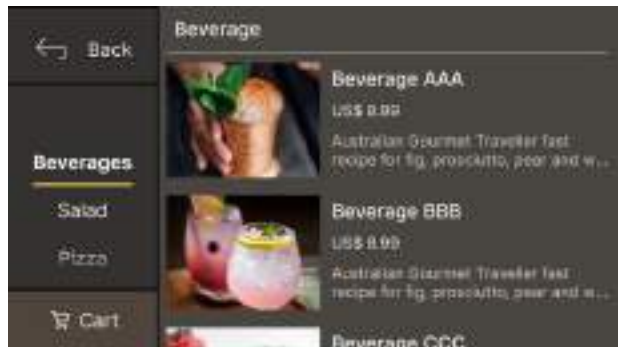 Back
Beverages
Salad
Pizza
Cart
Beverage
Beverage AAA
US$ 9.99
Australian Gourmet Traveller fast
recipe for fig, prosciutto, pear and w...
Beverage BBB
US$ 8.99
Australian Gourmet Traveller fast
recipe for fig, prosciutto, pear and w...
Beverage CCC